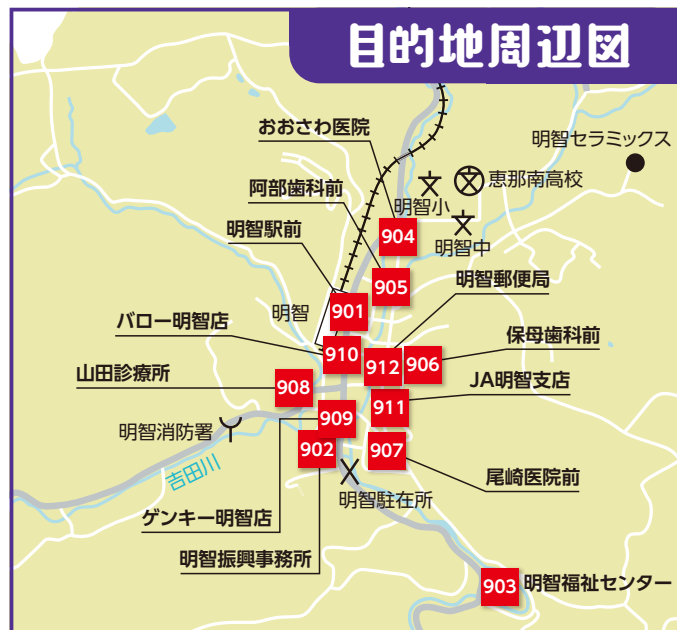 目的地周辺図
おおさわ医院
明智セラミックス
阿部歯科前
恵那南高校
明智小
明智駅前
904
明智中
905
明智郵便局
明智
901
バロー明智店
保母歯科前
910
912
906
山田診療所
908
JA明智支店
911
909
明智消防署
902
907
吉田川
尾崎医院前
明智駐在所
ゲンキー明智店
明智振興事務所
903
明智福祉センター